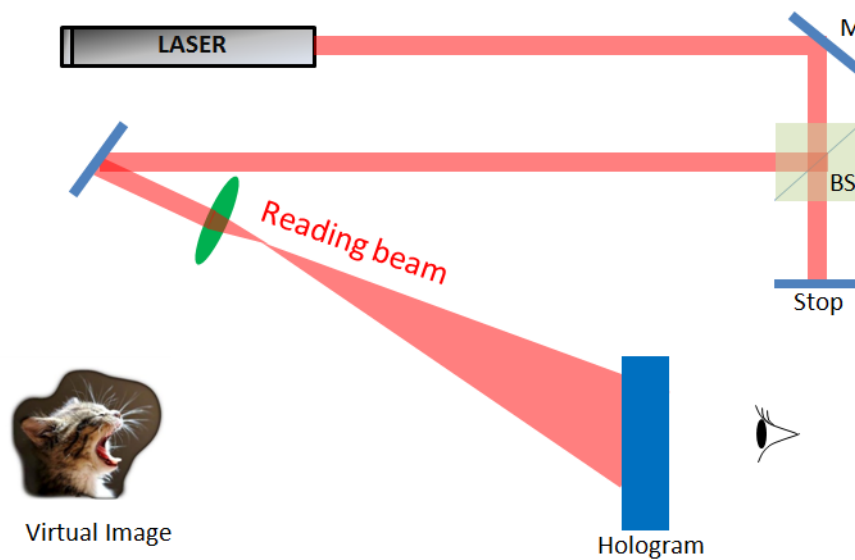 LASER
M
BS
Reading beam
Stop
Virtual Image
Hologram